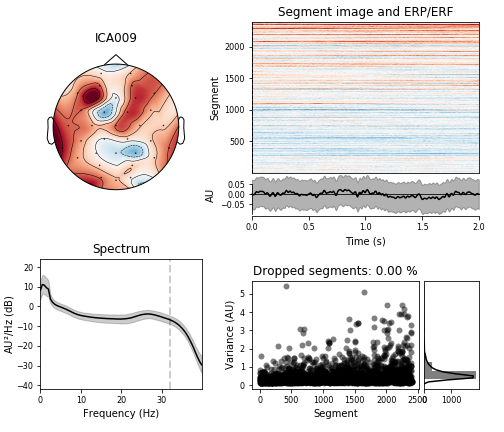 ICA009
Segment image and ERP/ERF
Segment
2000
1500
1000
500
AU
0.05
0.00
−0.05
0.0 0.5 1.0 1.5 2.0
Time (s)
Spectrum
AU²/Hz (dB)
20
10
0
−10
−20
−30
−40
0 10 20 30
Frequency (Hz)
Dropped segments: 0.00 %
Variance (AU)
5
4
3
2
1
0
0 500 1000 1500 2000 2500
0 1000
Segment